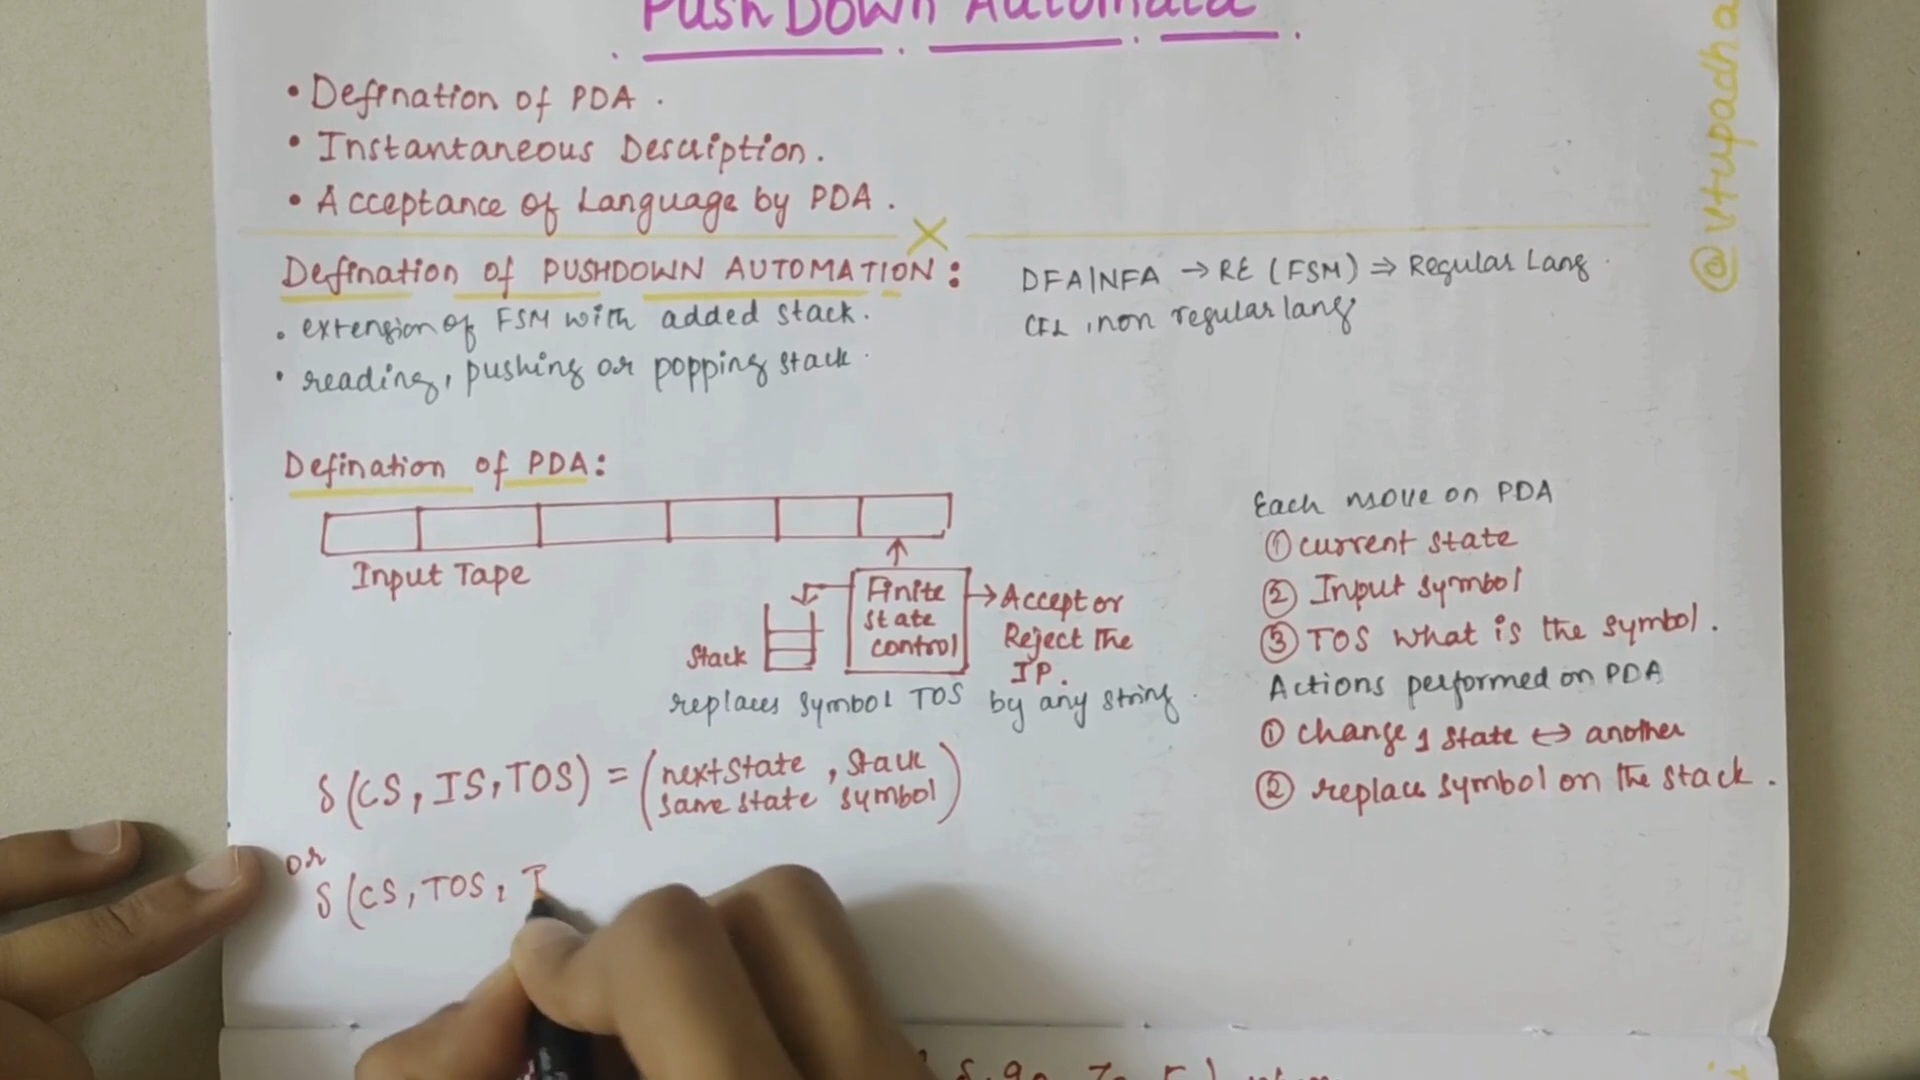 PushDown Automata
• Defination of PDA.
• Instantaneous Description.
• Acceptance of Language by PDA.
Defination of PUSHDOWN AUTOMATION:
• extension of FSM with added stack.
• reading, pushing or popping stack.
DFA|NFA → RE (FSM) ⇒ Regular Lang
CFL, non regular lang
@vtupadha
Defination of PDA:
Input Tape
Stack
Finite
state
control
→ Accept or
Reject the
IP.
replaces symbol TOS by any string.
Each move on PDA
① current state
② Input symbol
③ TOS what is the symbol.
Actions performed on PDA
① change 1 state ↔ another
② replace symbol on the stack.
δ (CS, IS, TOS) = (next state, stack
same state symbol)
or
δ (CS, TOS, I